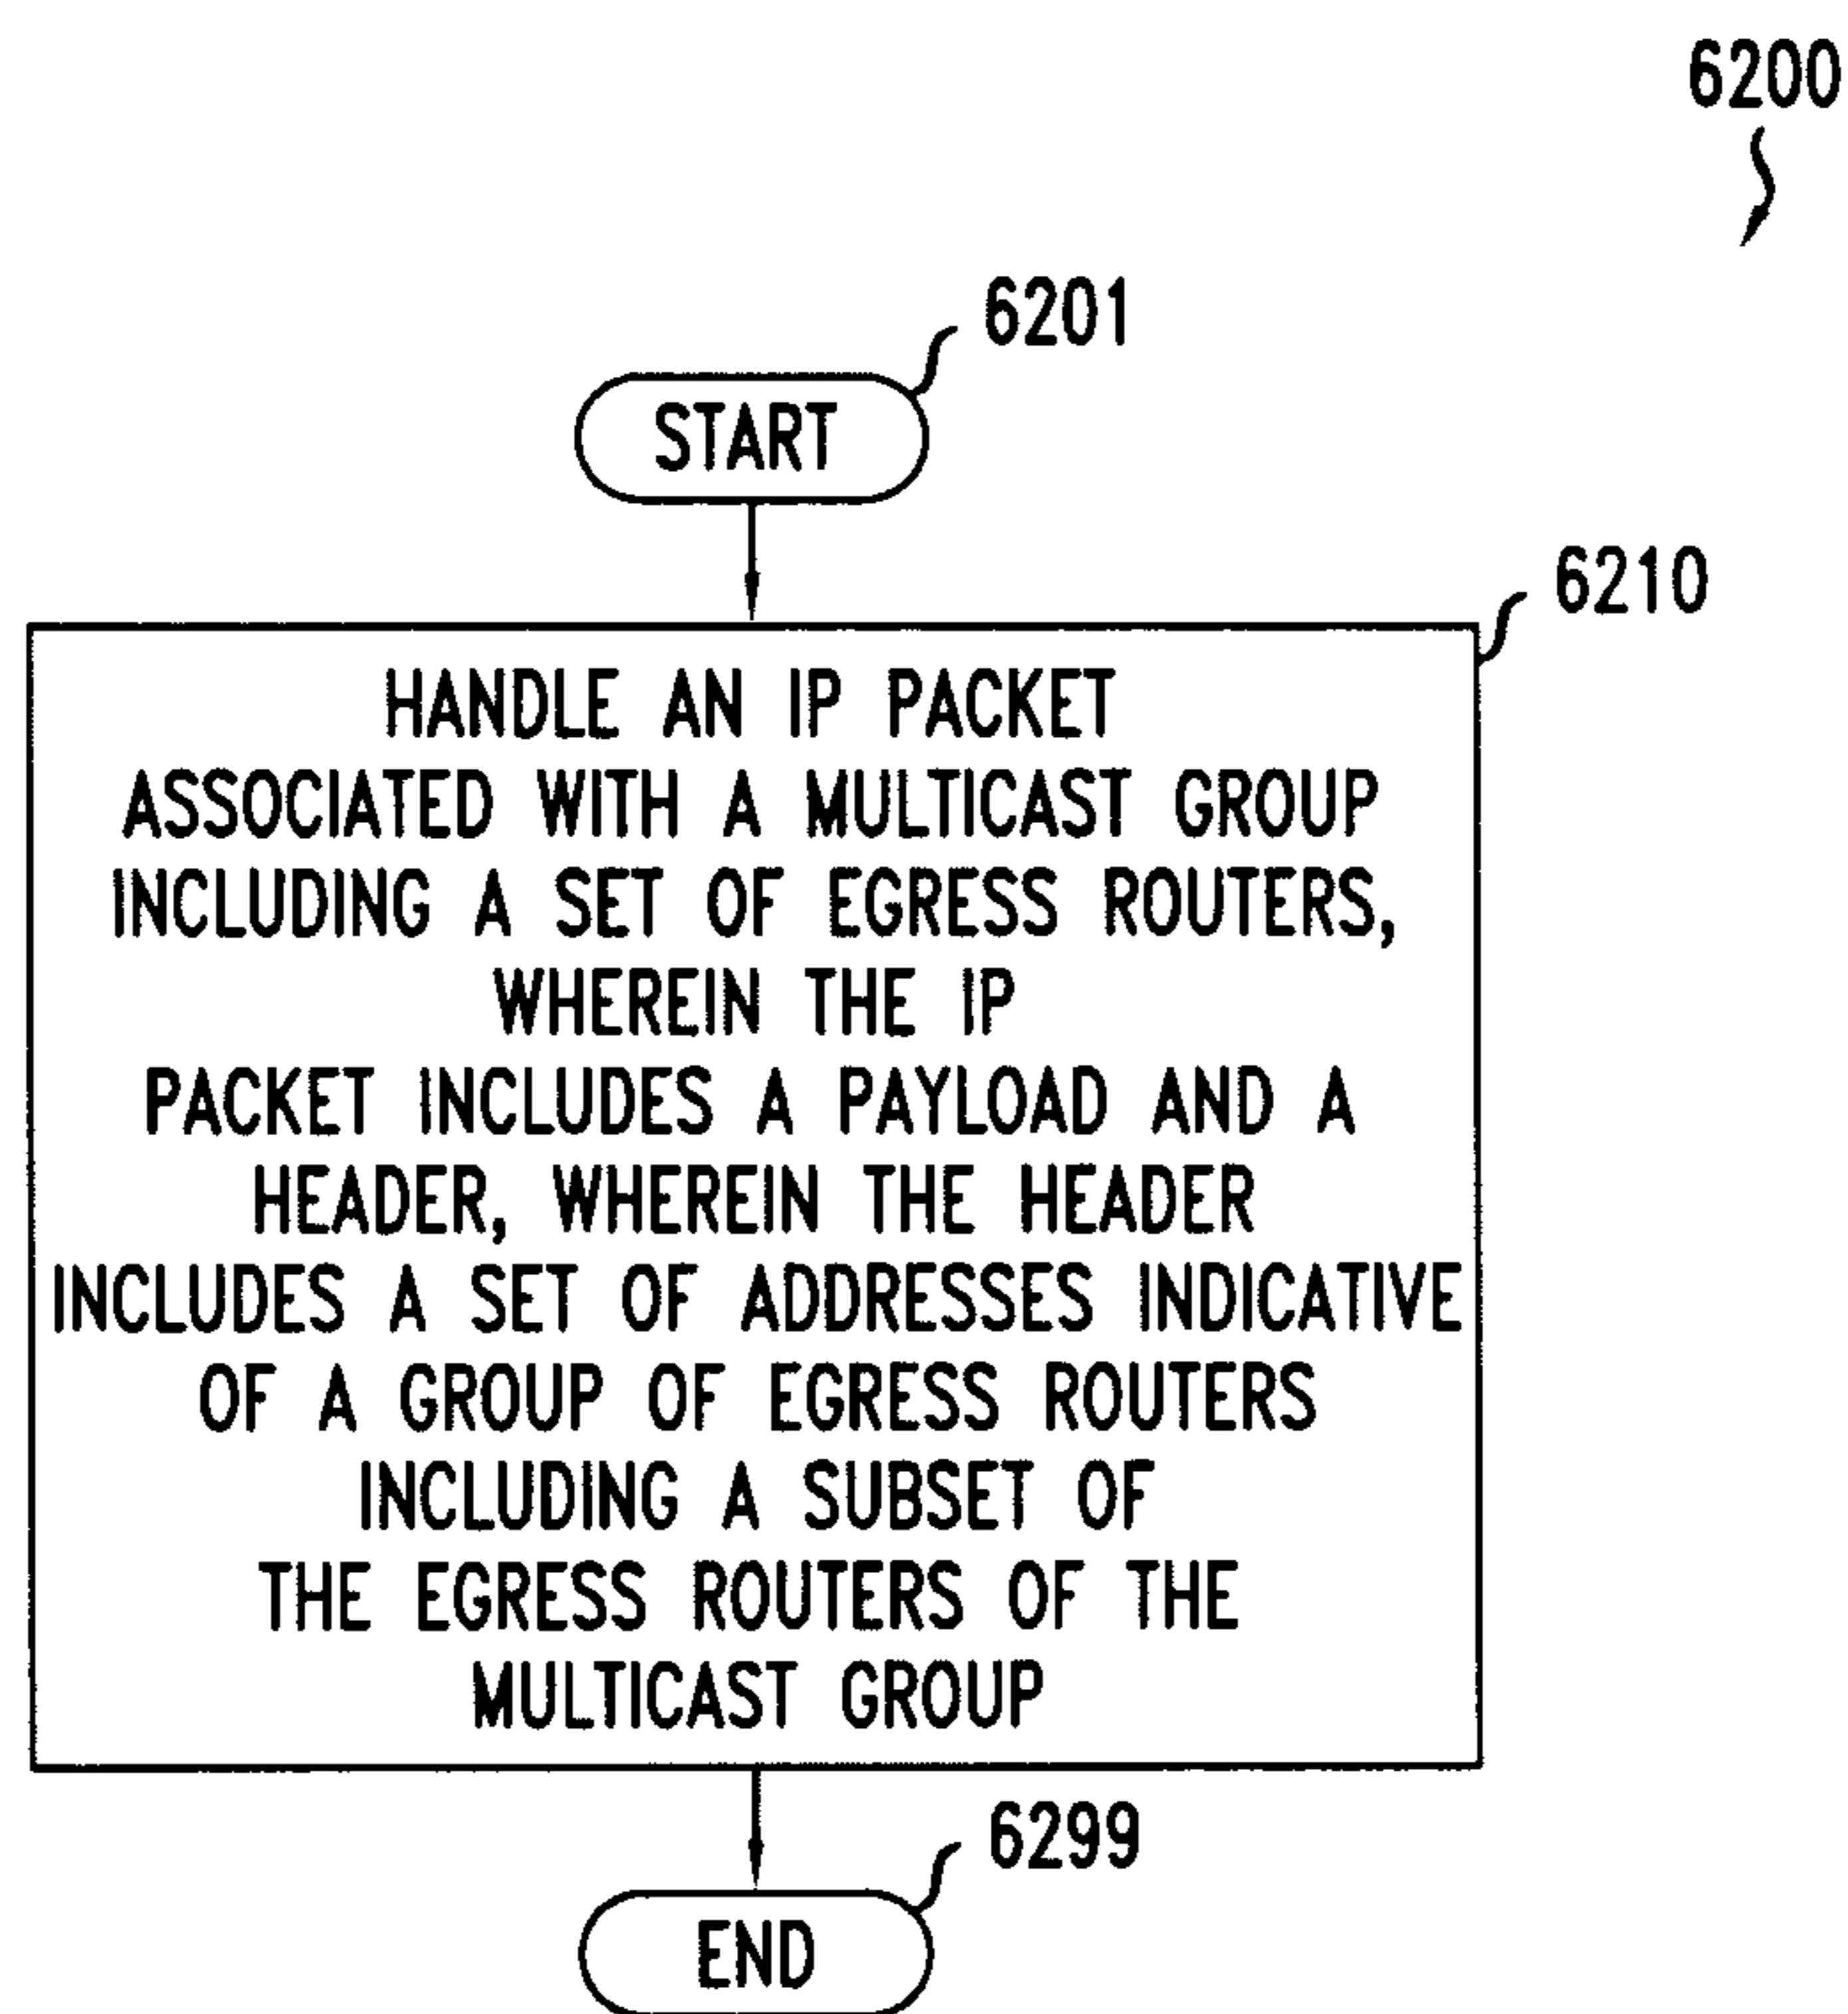 6200
6201
START
6210
HANDLE AN IP PACKET
ASSOCIATED WITH A MULTICAST GROUP
INCLUDING A SET OF EGRESS ROUTERS,
WHEREIN THE IP
PACKET INCLUDES A PAYLOAD AND A
HEADER, WHEREIN THE HEADER
INCLUDES A SET OF ADDRESSES INDICATIVE
OF A GROUP OF EGRESS ROUTERS
INCLUDING A SUBSET OF
THE EGRESS ROUTERS OF THE
MULTICAST GROUP
6299
END